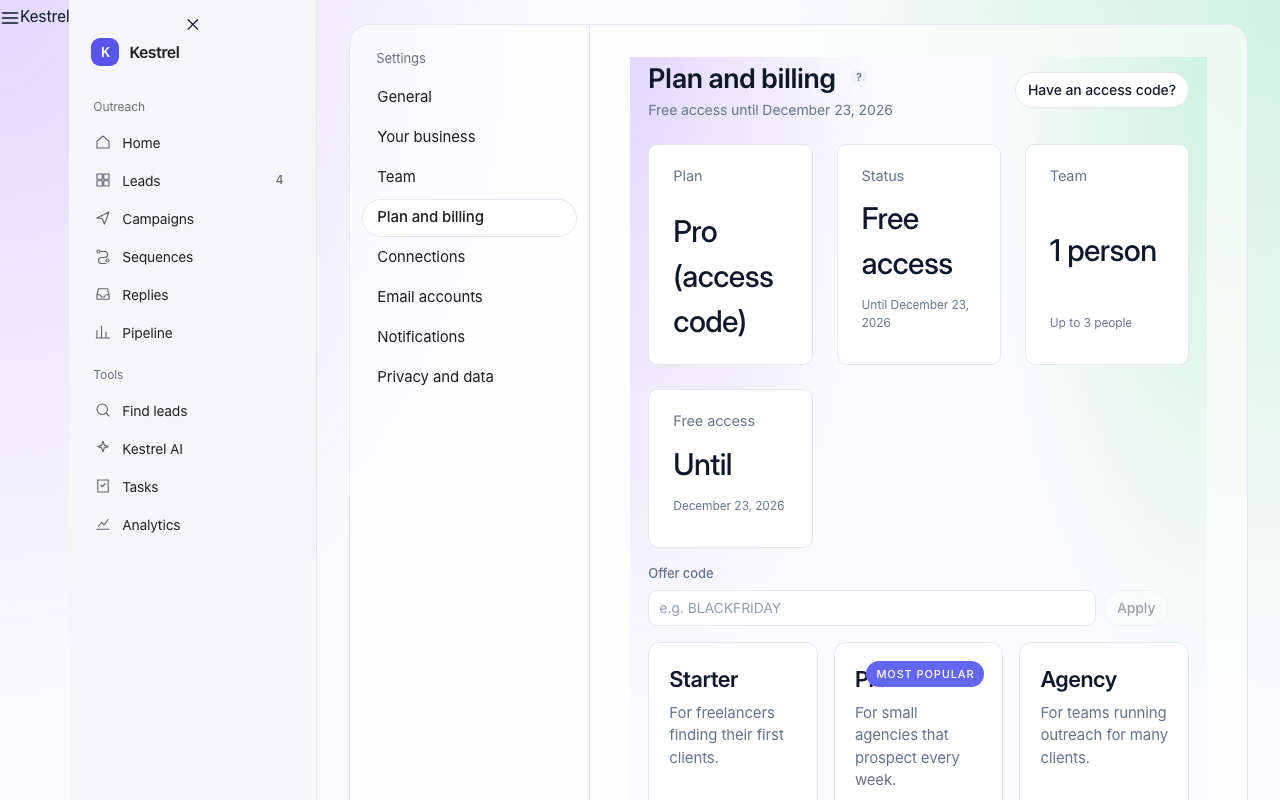 Kestrel
K
Kestrel
Outreach
Home
Leads 4
Campaigns
Sequences
Replies
Pipeline
Tools
Find leads
Kestrel AI
Tasks
Analytics
Settings
General
Your business
Team
Plan and billing
Connections
Email accounts
Notifications
Privacy and data
Plan and billing ?
Free access until December 23, 2026
Have an access code?
Plan
Pro
(access
code)
Status
Free
access
Until December 23,
2026
Team
1 person
Up to 3 people
Free access
Until
December 23, 2026
Offer code
e.g. BLACKFRIDAY
Apply
Starter
For freelancers
finding their first
clients.
MOST POPULAR
For small
agencies that
prospect every
week.
Agency
For teams running
outreach for many
clients.